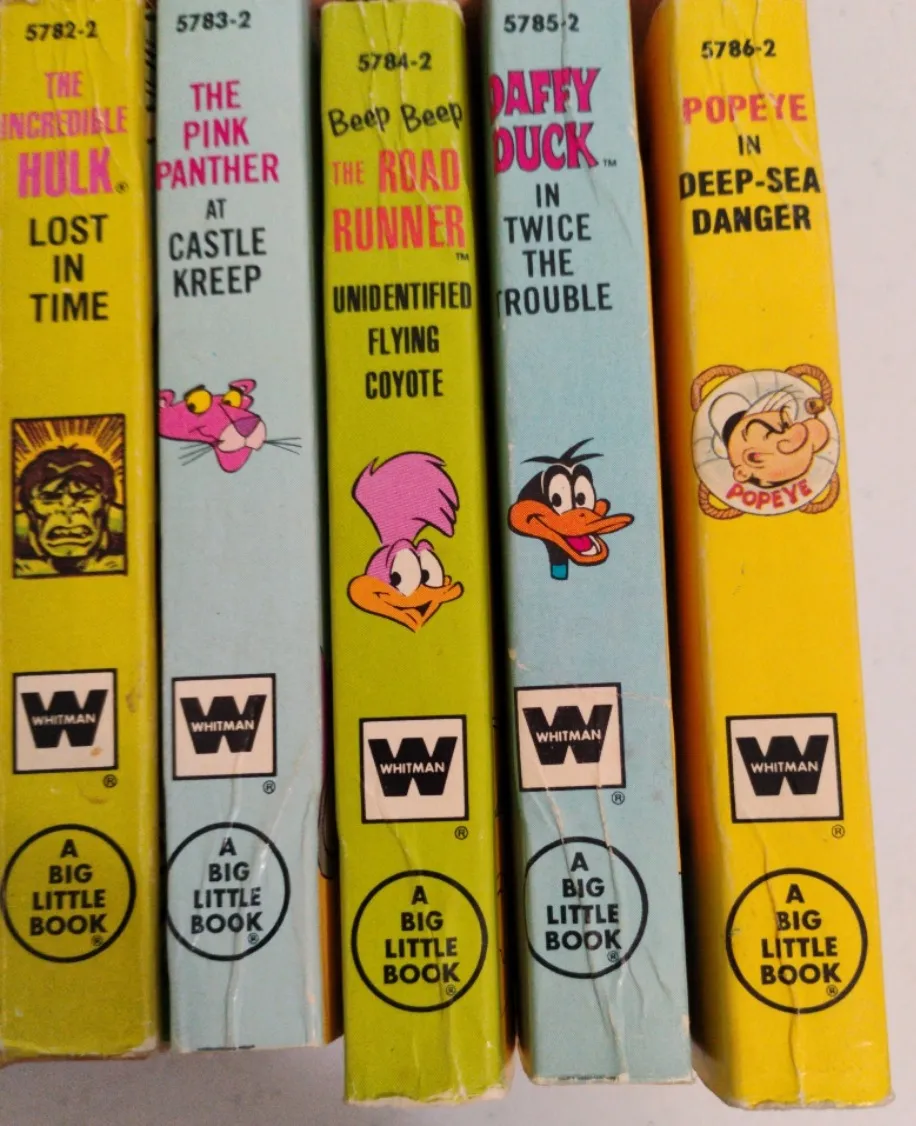 5782-2
THE
INCREDIBLE
HULK®
LOST
IN
TIME
WHITMAN
®
A
BIG
LITTLE
BOOK®
5783-2
THE
PINK
PANTHER
AT
CASTLE
KREEP
WHITMAN
®
A
BIG
LITTLE
BOOK®
5784-2
Beep Beep
THE ROAD
RUNNER™
UNIDENTIFIED
FLYING
COYOTE
WHITMAN
®
A
BIG
LITTLE
BOOK®
5785-2
DAFFY
DUCK™
IN
TWICE
THE
TROUBLE
WHITMAN
®
A
BIG
LITTLE
BOOK®
5786-2
POPEYE
IN
DEEP-SEA
DANGER
POPEYE
WHITMAN
®
A
BIG
LITTLE
BOOK®